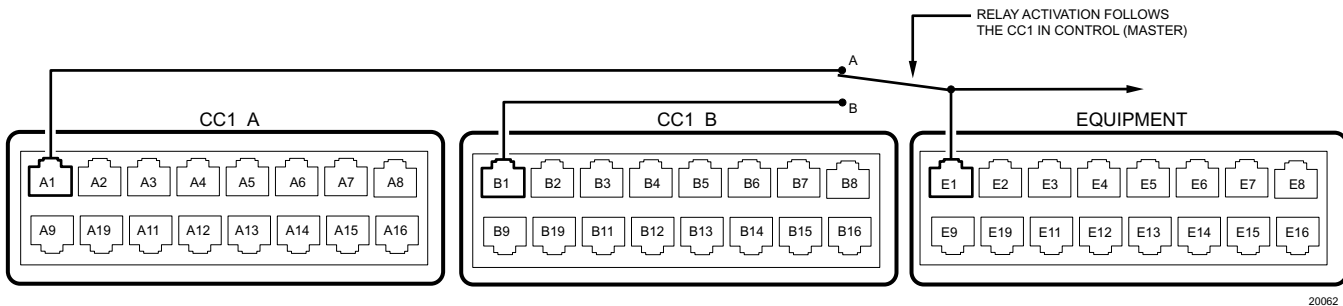 RELAY ACTIVATION FOLLOWS
THE CC1 IN CONTROL (MASTER)
A
B
CC1 A
CC1 B
EQUIPMENT
A1 A2 A3 A4 A5 A6 A7 A8
B1 B2 B3 B4 B5 B6 B7 B8
E1 E2 E3 E4 E5 E6 E7 E8
A9 A19 A11 A12 A13 A14 A15 A16
B9 B19 B11 B12 B13 B14 B15 B16
E9 E19 E11 E12 E13 E14 E15 E16
20062